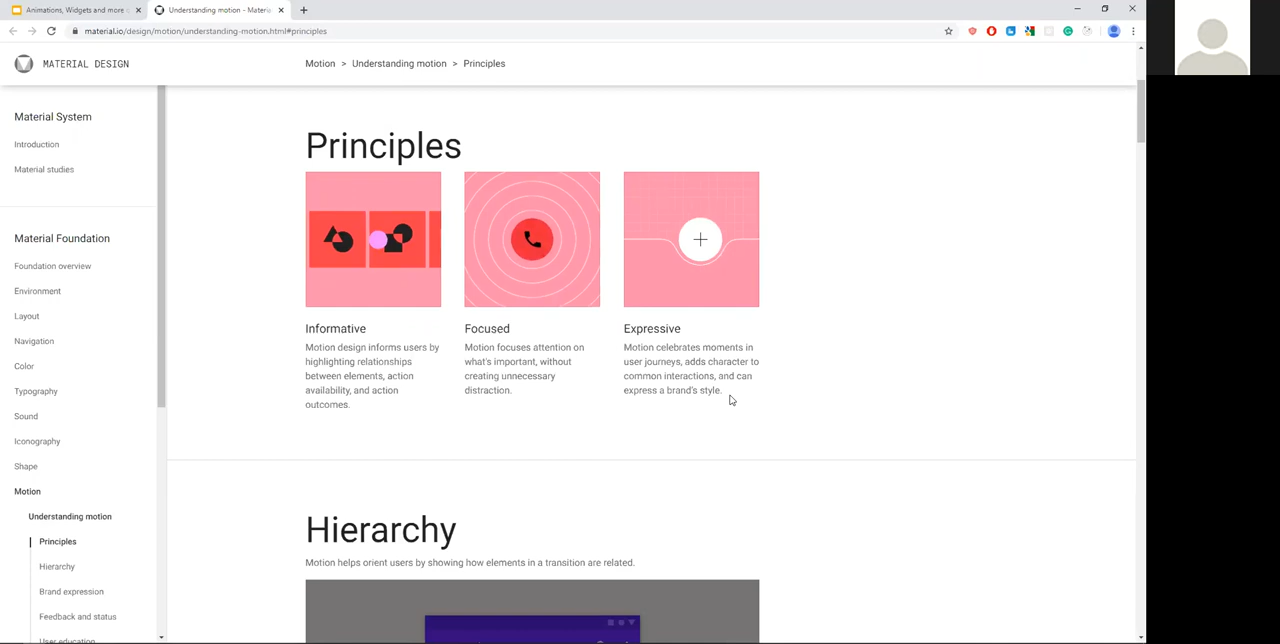 Animations, Widgets and more
Understanding motion - Materia
material.io/design/motion/understanding-motion.html#principles
MATERIAL DESIGN
Motion > Understanding motion > Principles
Material System
Introduction
Material studies
Material Foundation
Foundation overview
Environment
Layout
Navigation
Color
Typography
Sound
Iconography
Shape
Motion
Understanding motion
Principles
Hierarchy
Brand expression
Feedback and status
User education
Principles
Informative
Motion design informs users by
highlighting relationships
between elements, action
availability, and action
outcomes.
Focused
Motion focuses attention on
what's important, without
creating unnecessary
distraction.
Expressive
Motion celebrates moments in
user journeys, adds character to
common interactions, and can
express a brand's style.
Hierarchy
Motion helps orient users by showing how elements in a transition are related.